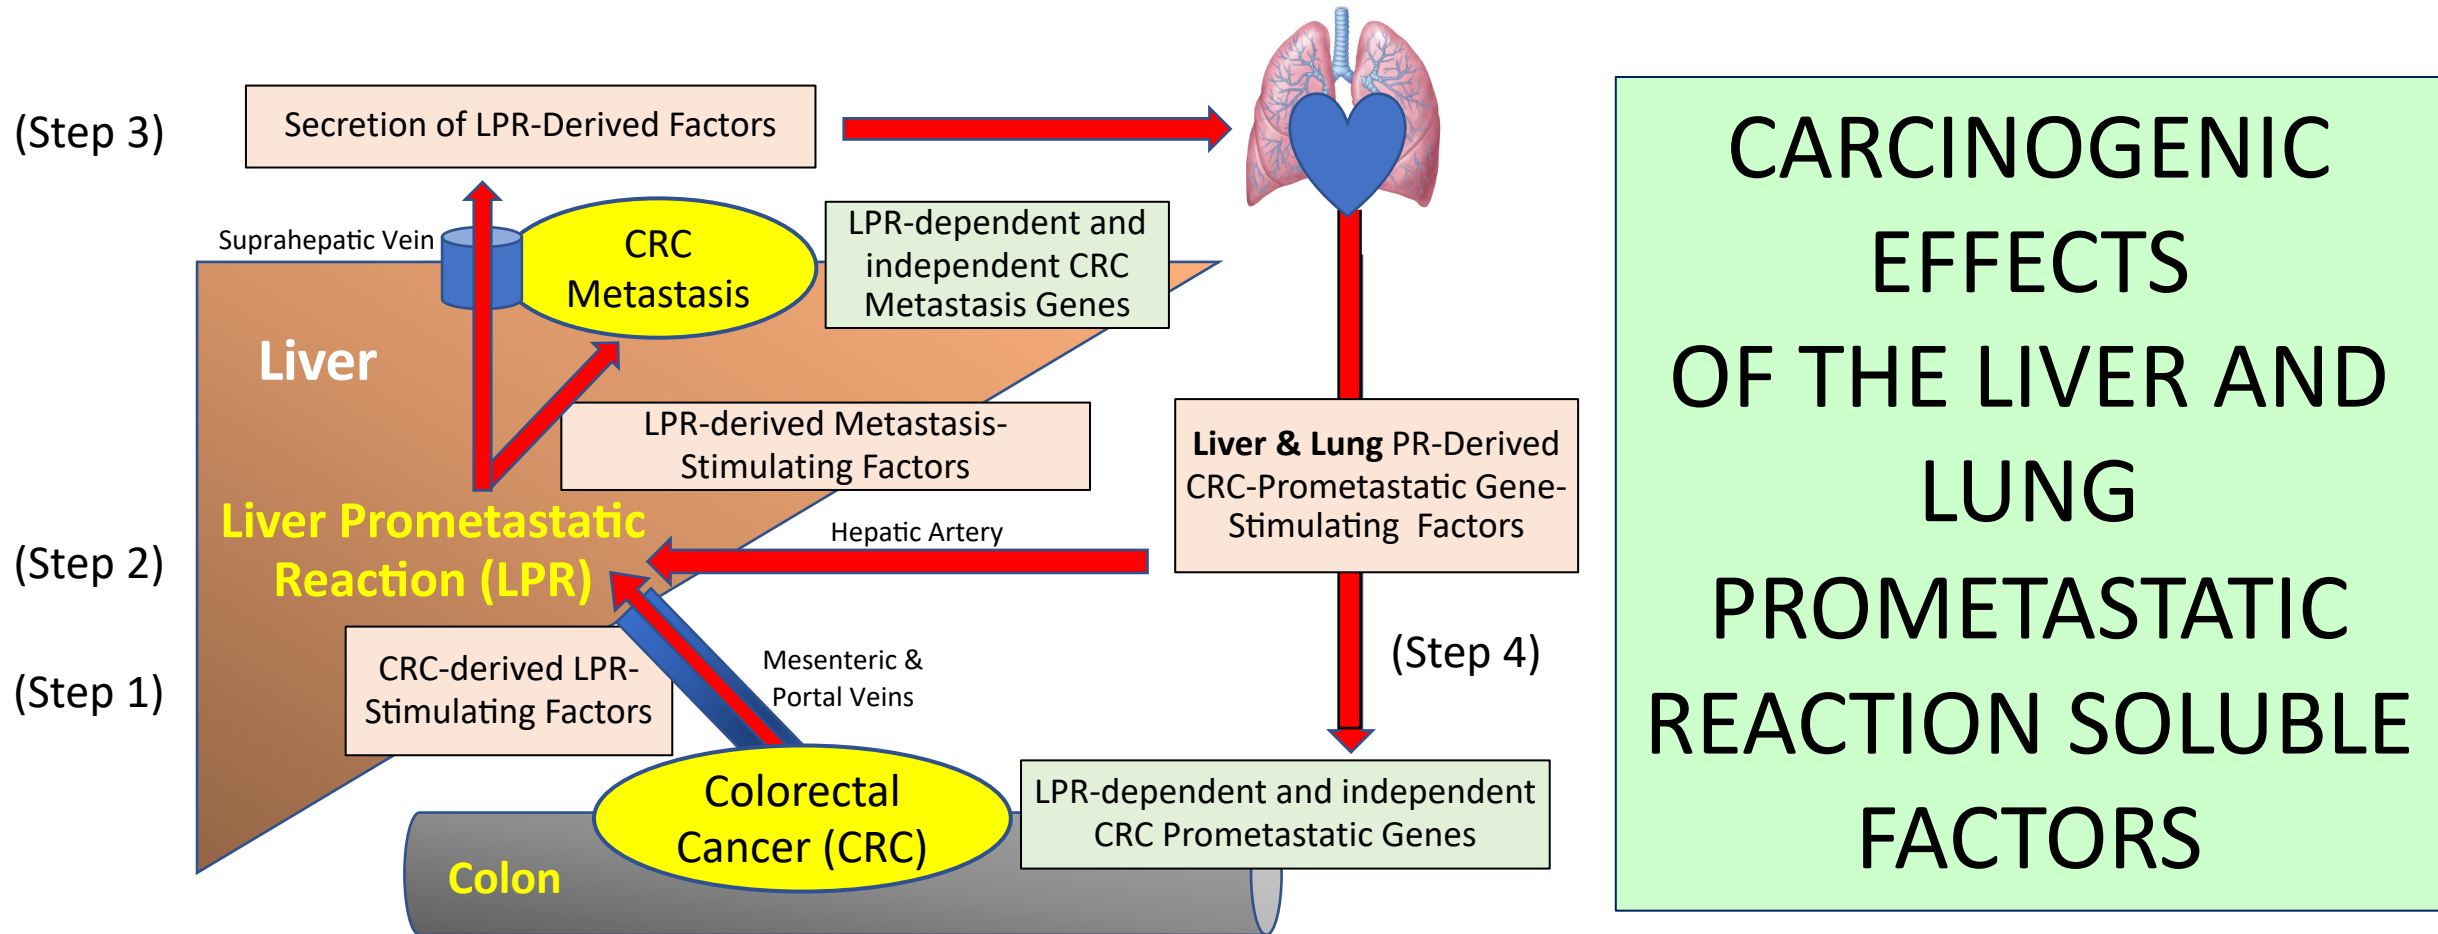 (Step 3)
Secretion of LPR-Derived Factors
Suprahepatic Vein
CRC
Metastasis
LPR-dependent and
independent CRC
Metastasis Genes
Liver
LPR-derived Metastasis-
Stimulating Factors
Liver & Lung PR-Derived
CRC-Prometastatic Gene-
Stimulating Factors
(Step 2)
Liver Prometastatic
Reaction (LPR)
Hepatic Artery
(Step 1)
CRC-derived LPR-
Stimulating Factors
Mesenteric &
Portal Veins
(Step 4)
Colorectal
Cancer (CRC)
LPR-dependent and independent
CRC Prometastatic Genes
Colon
CARCINOGENIC
EFFECTS
OF THE LIVER AND
LUNG
PROMETASTATIC
REACTION SOLUBLE
FACTORS